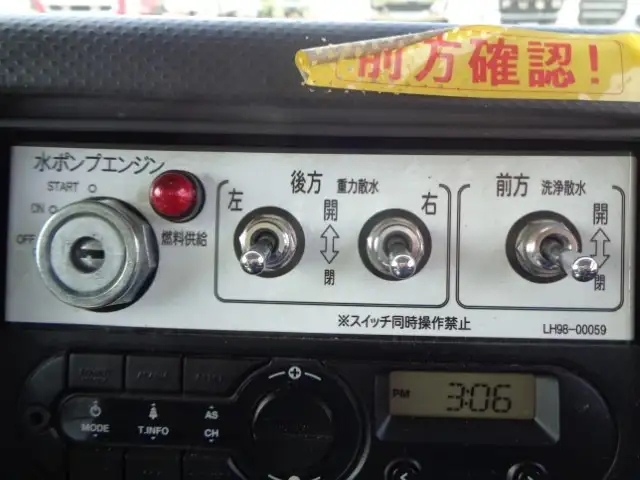 前方確認!
水ポンプエンジン
START
ON
OFF
燃料供給
後方 重力散水
左
右
開
閉
前方 洗浄散水
開
閉
※スイッチ同時操作禁止
LH98-00059
PM 3:06
MODE
T.INFO
AS
CH